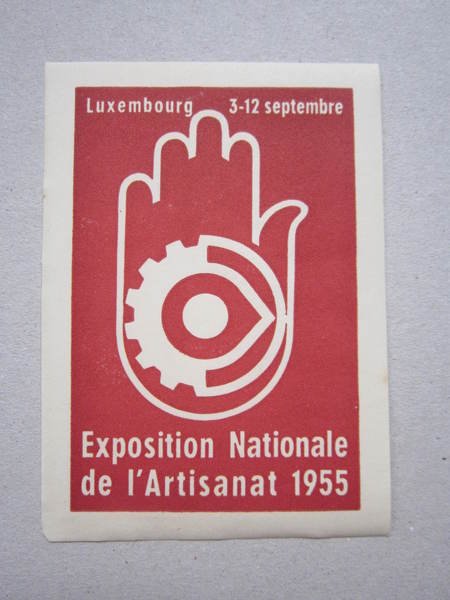 Luxembourg 3-12 septembre
Exposition Nationale
de l'Artisanat 1955